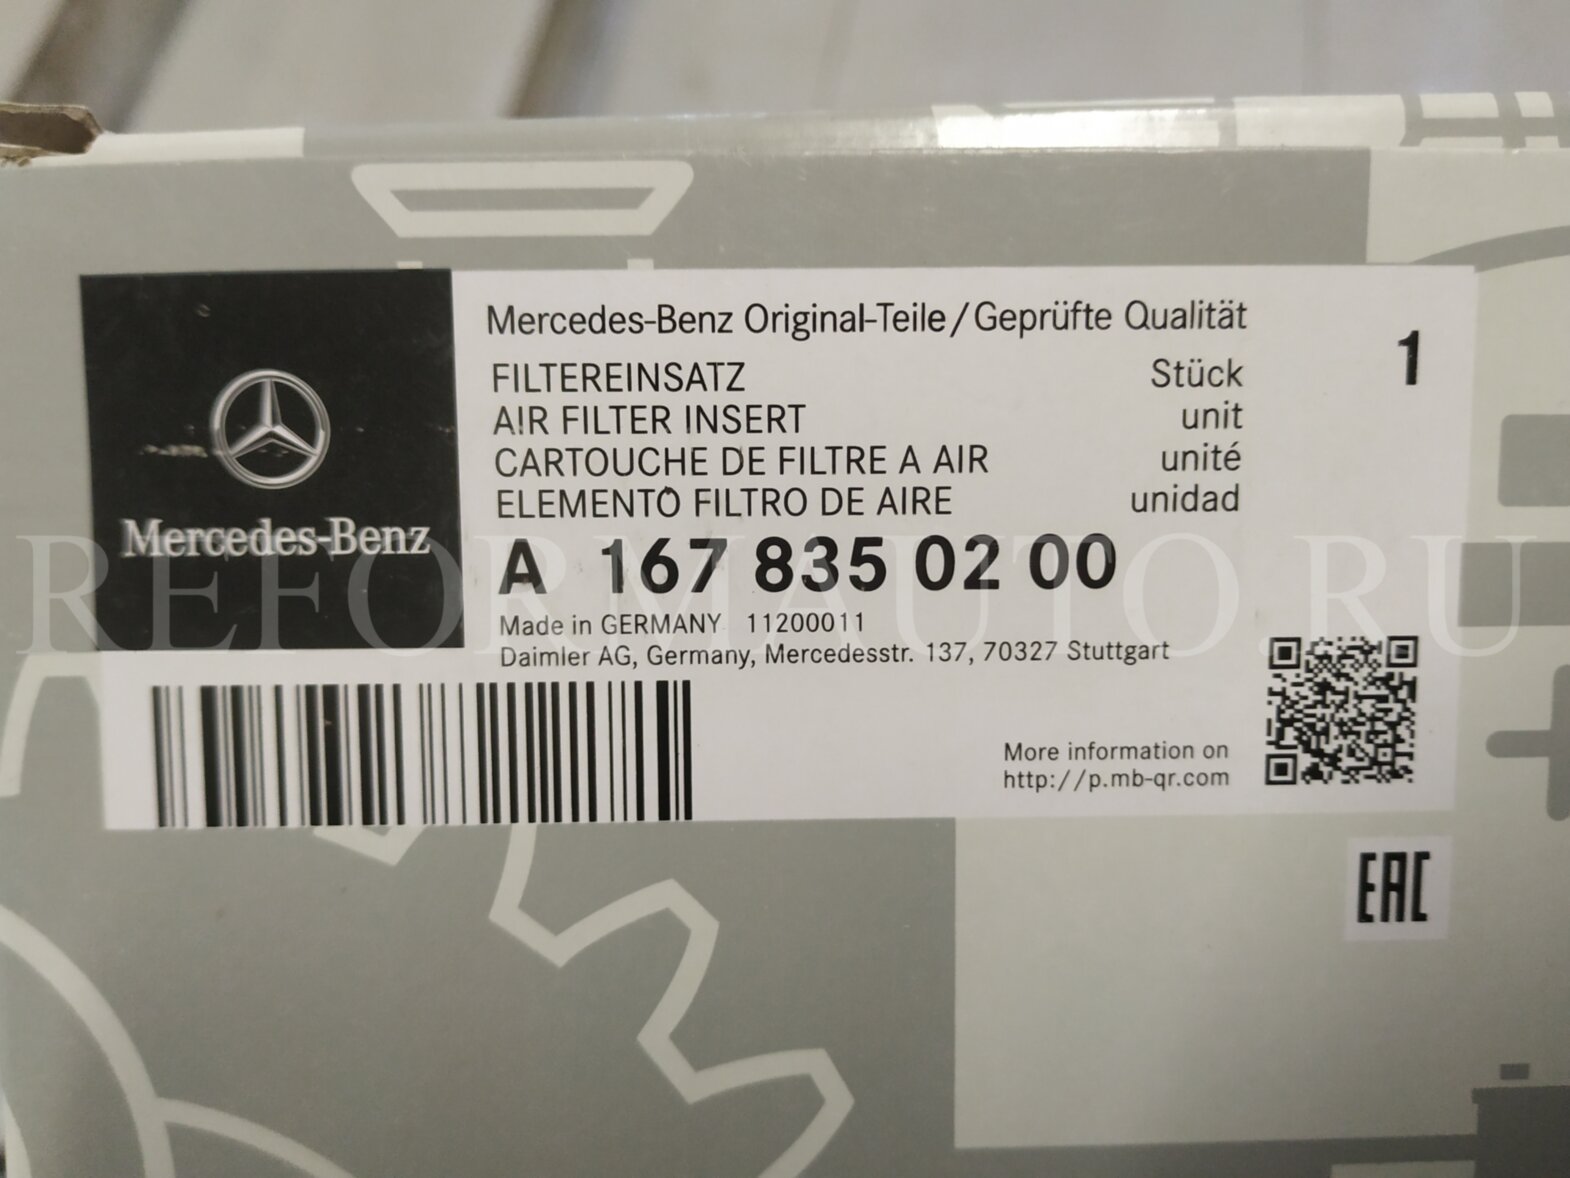 Mercedes-Benz
Mercedes-Benz Original-Teile/Geprüfte Qualität
FILTEREINSATZ Stück 1
AIR FILTER INSERT unit
CARTOUCHE DE FILTRE A AIR unité
ELEMENTO FILTRO DE AIRE unidad
A 167 835 02 00
Made in GERMANY 11200011
Daimler AG, Germany, Mercedesstr. 137, 70327 Stuttgart
More information on
http://p.mb-qr.com
EAC
REFORMAUTO.RU